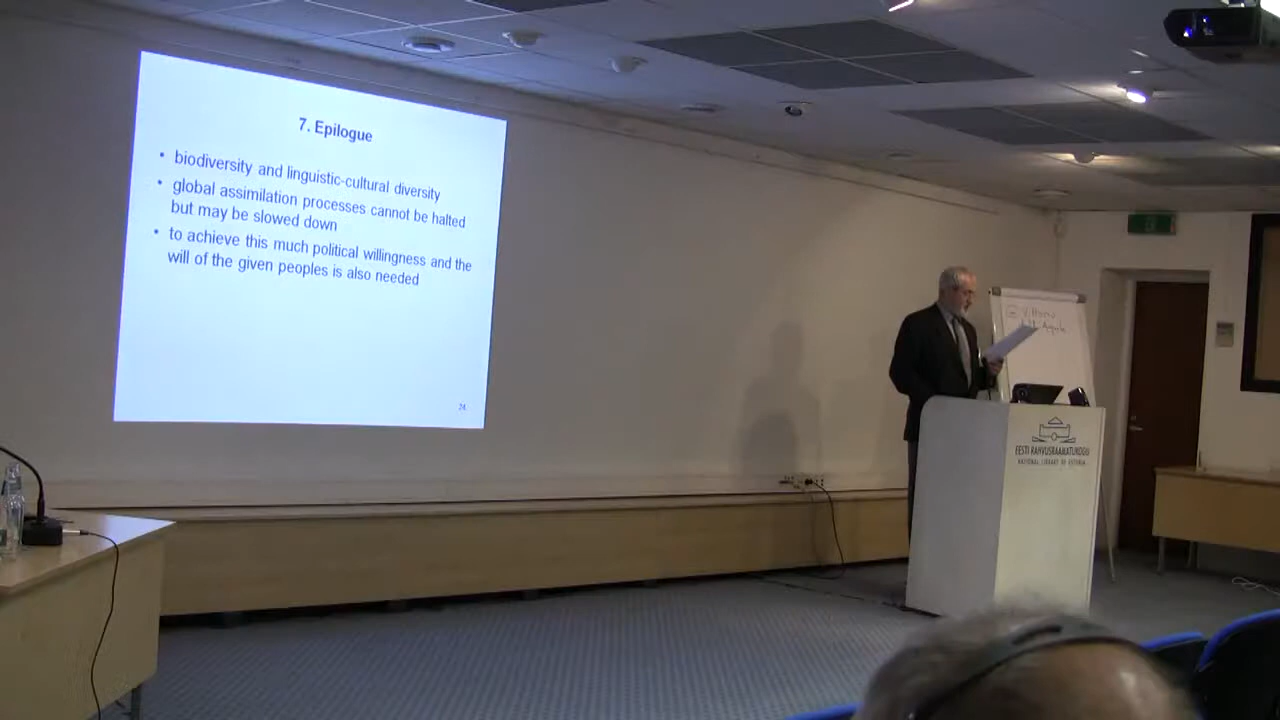 7. Epilogue
• biodiversity and linguistic-cultural diversity
• global assimilation processes cannot be halted
but may be slowed down
• to achieve this much political willingness and the
will of the given peoples is also needed
24
EESTI RAHVUSRAAMATUKOGU
NATIONAL LIBRARY OF ESTONIA